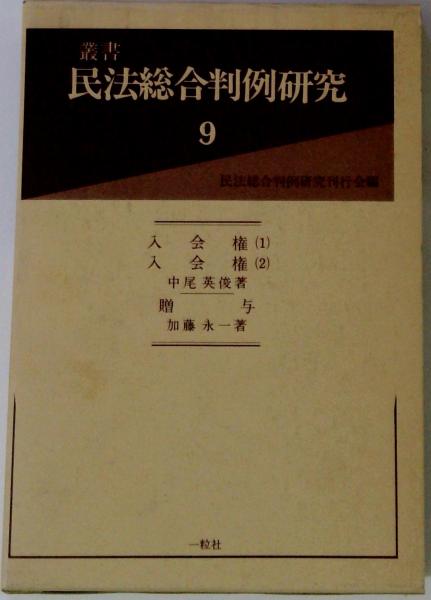 叢書
民法総合判例研究
9
民法総合判例研究刊行会編
入会権(1)
入会権(2)
中尾英俊著
贈与
加藤永一著
一粒社